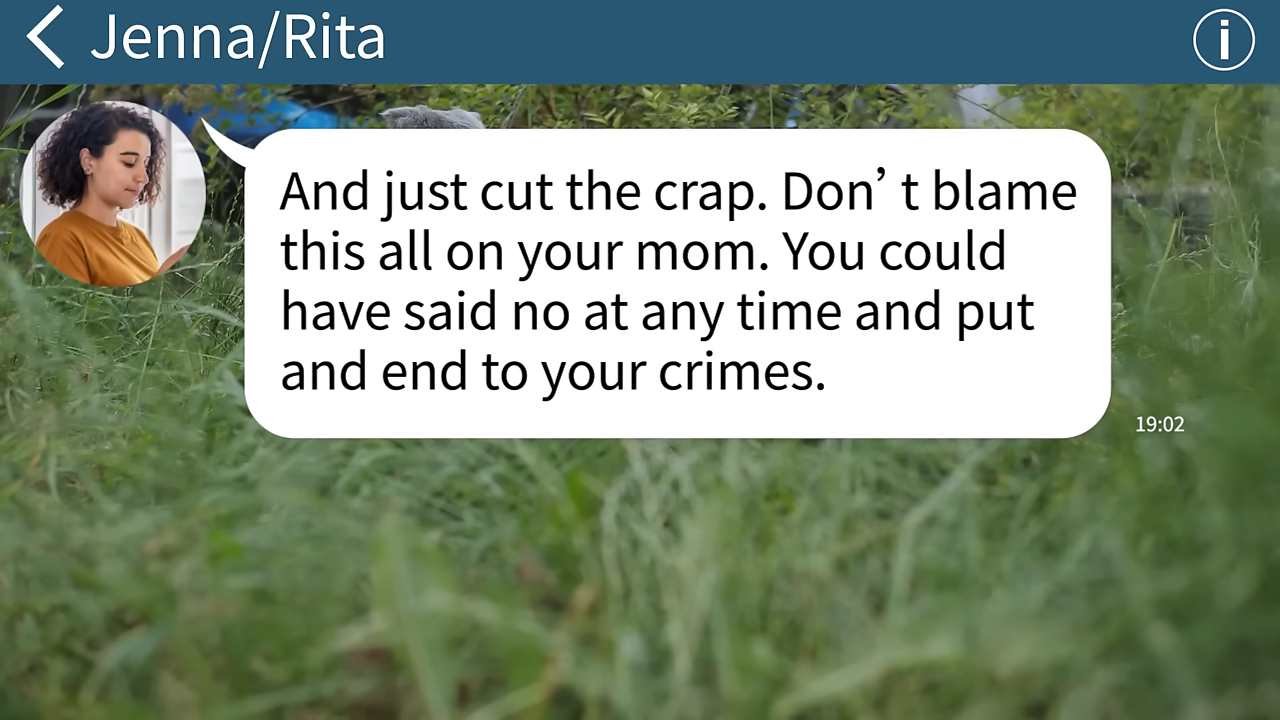 Jenna/Rita
And just cut the crap. Don’t blame
this all on your mom. You could
have said no at any time and put
and end to your crimes.
19:02